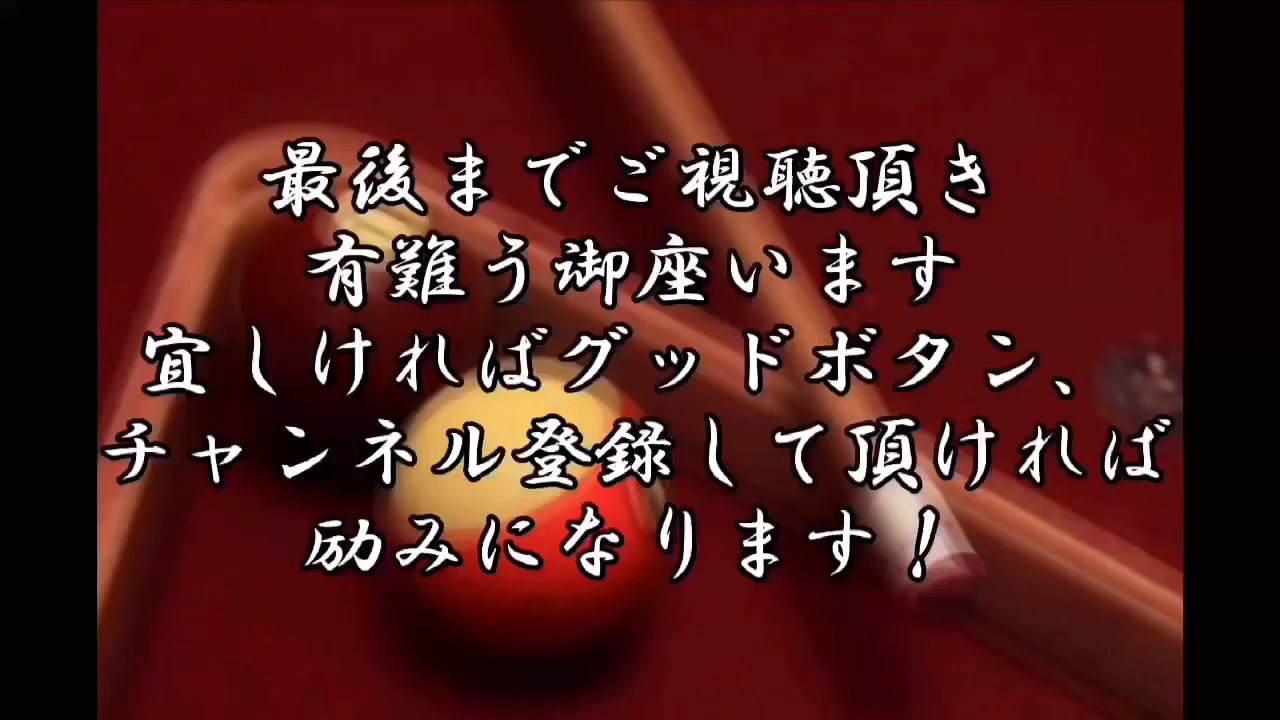 最後までご視聴頂き
有難う御座います
宜しければグッドボタン、
チャンネル登録して頂ければ
励みになります！